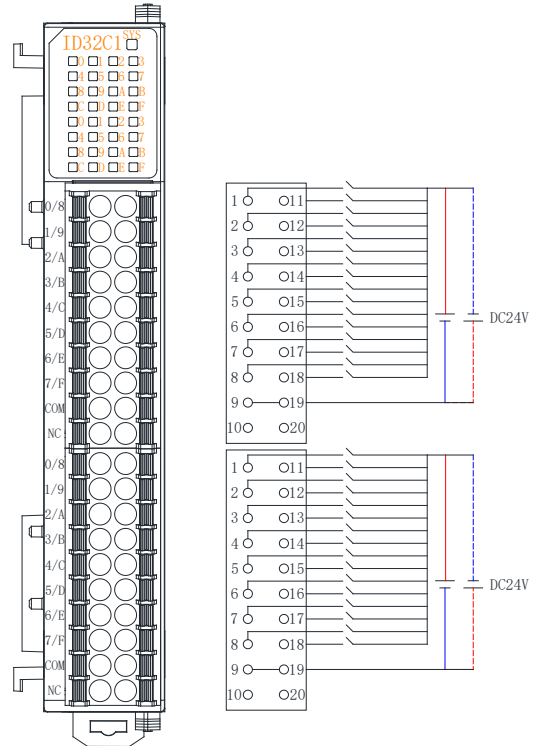 SYS
ID32C1
0 1 2 3
4 5 6 7
8 9 A B
C D E F
0 1 2 3
4 5 6 7
8 9 A B
C D E F
0/8
1/9
2/A
3/B
4/C
5/D
6/E
7/F
COM
NC
0/8
1/9
2/A
3/B
4/C
5/D
6/E
7/F
COM
NC
1 11
2 12
3 13
4 14
5 15
6 16
7 17
8 18
9 19
10 20
DC24V
1 11
2 12
3 13
4 14
5 15
6 16
7 17
8 18
9 19
10 20
DC24V